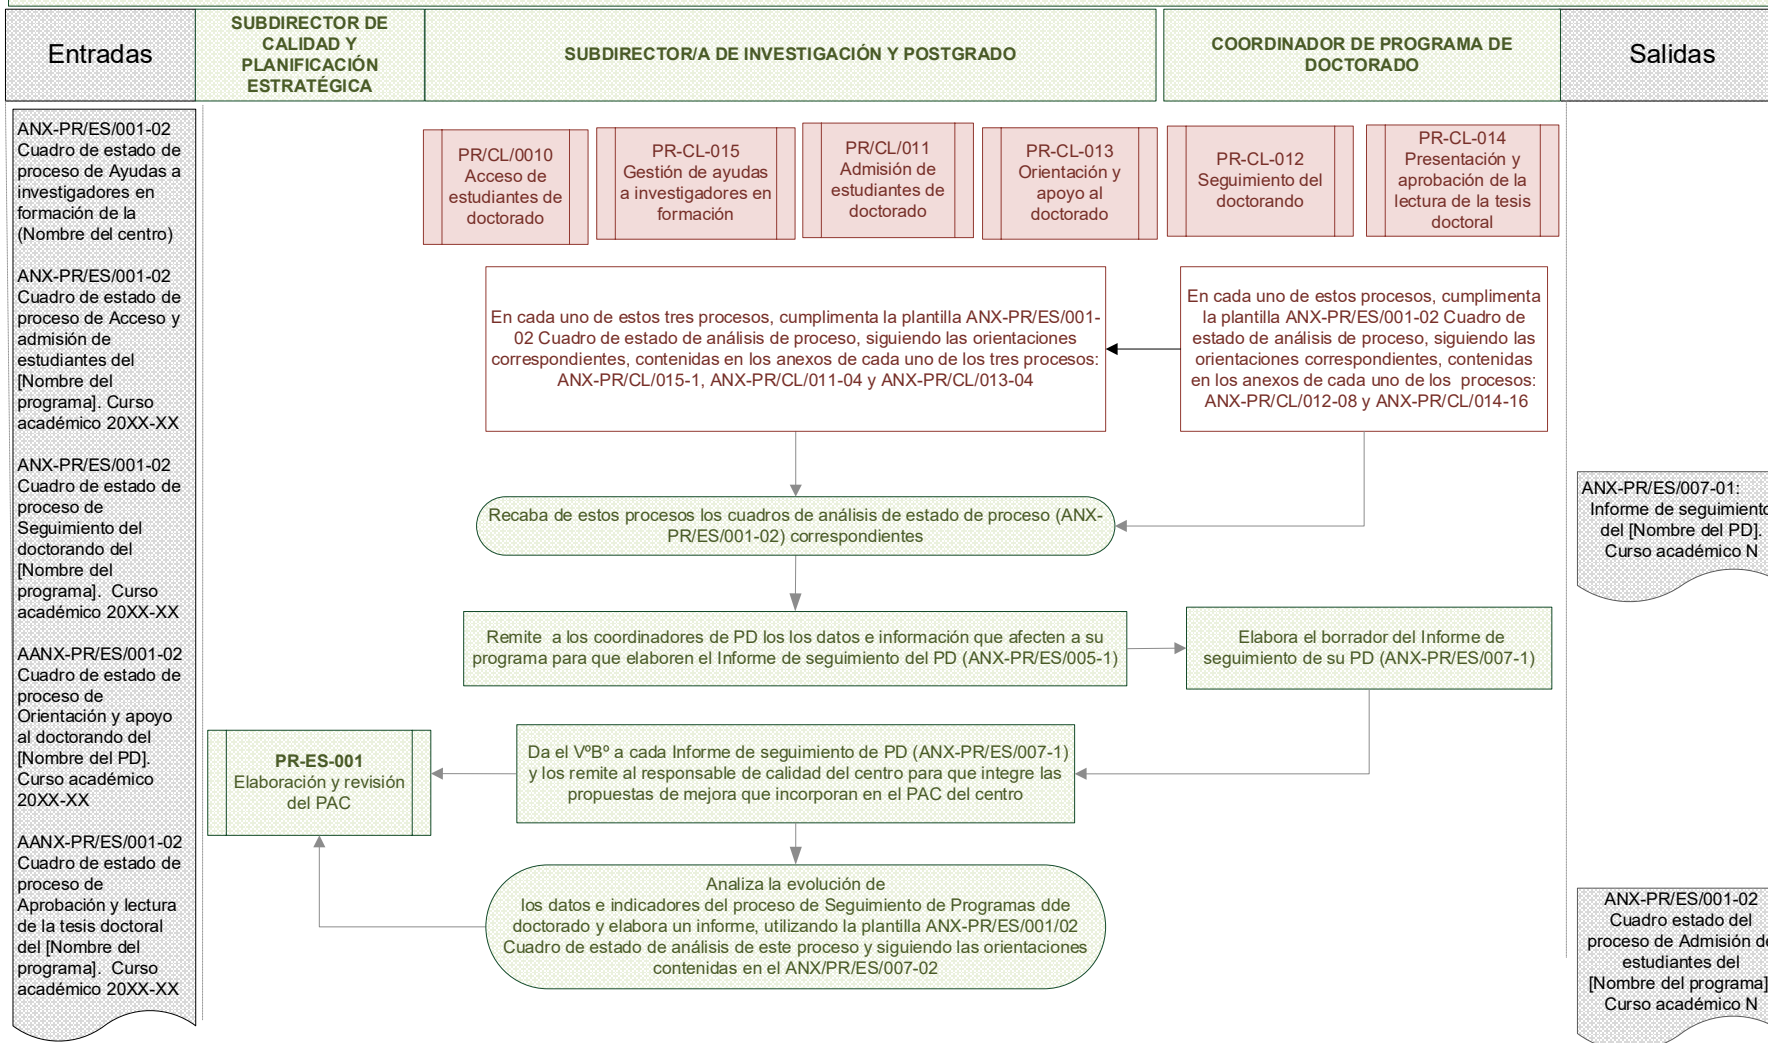 Entradas
SUBDIRECTOR DE
CALIDAD Y
PLANIFICACIÓN
ESTRATÉGICA
SUBDIRECTOR/A DE INVESTIGACIÓN Y POSTGRADO
COORDINADOR DE PROGRAMA DE
DOCTORADO
Salidas
ANX-PR/ES/001-02
Cuadro de estado de
proceso de Ayudas a
investigadores en
formación de la
(Nombre del centro)
ANX-PR/ES/001-02
Cuadro de estado de
proceso de Acceso y
admisión de
estudiantes del
[Nombre del
programa]. Curso
académico 20XX-XX
ANX-PR/ES/001-02
Cuadro de estado de
proceso de
Seguimiento del
doctorando del
[Nombre del
programa].  Curso
académico 20XX-XX
AANX-PR/ES/001-02
Cuadro de estado de
proceso de
Orientación y apoyo
al doctorando del
[Nombre del PD].
Curso académico
20XX-XX
AANX-PR/ES/001-02
Cuadro de estado de
proceso de
Aprobación y lectura
de la tesis doctoral
del [Nombre del
programa].  Curso
académico 20XX-XX
PR/CL/0010
Acceso de
estudiantes de
doctorado
PR-CL-015
Gestión de ayudas
a investigadores en
formación
PR/CL/011
Admisión de
estudiantes de
doctorado
PR-CL-013
Orientación y
apoyo al
doctorado
PR-CL-012
Seguimiento del
doctorando
PR-CL-014
Presentación y
aprobación de la
lectura de la tesis
doctoral
En cada uno de estos tres procesos, cumplimenta la plantilla ANX-PR/ES/001-
02 Cuadro de estado de análisis de proceso, siguiendo las orientaciones
correspondientes, contenidas en los anexos de cada uno de los tres procesos:
ANX-PR/CL/015-1, ANX-PR/CL/011-04 y ANX-PR/CL/013-04
En cada uno de estos procesos, cumplimenta
la plantilla ANX-PR/ES/001-02 Cuadro de
estado de análisis de proceso, siguiendo las
orientaciones correspondientes, contenidas
en los anexos de cada uno de los  procesos:
ANX-PR/CL/012-08 y ANX-PR/CL/014-16
Recaba de estos procesos los cuadros de análisis de estado de proceso (ANX-
PR/ES/001-02) correspondientes
Remite  a los coordinadores de PD los los datos e información que afecten a su
programa para que elaboren el Informe de seguimiento del PD (ANX-PR/ES/005-1)
Elabora el borrador del Informe de
seguimiento de su PD (ANX-PR/ES/007-1)
PR-ES-001
Elaboración y revisión
del PAC
Da el VºBº a cada Informe de seguimiento de PD (ANX-PR/ES/007-1)
y los remite al responsable de calidad del centro para que integre las
propuestas de mejora que incorporan en el PAC del centro
Analiza la evolución de
los datos e indicadores del proceso de Seguimiento de Programas dde
doctorado y elabora un informe, utilizando la plantilla ANX-PR/ES/001/02
Cuadro de estado de análisis de este proceso y siguiendo las orientaciones
contenidas en el ANX/PR/ES/007-02
ANX-PR/ES/007-01:
Informe de seguimiento
del [Nombre del PD].
Curso académico N
ANX-PR/ES/001-02
Cuadro estado del
proceso de Admisión de
estudiantes del
[Nombre del programa]
Curso académico N